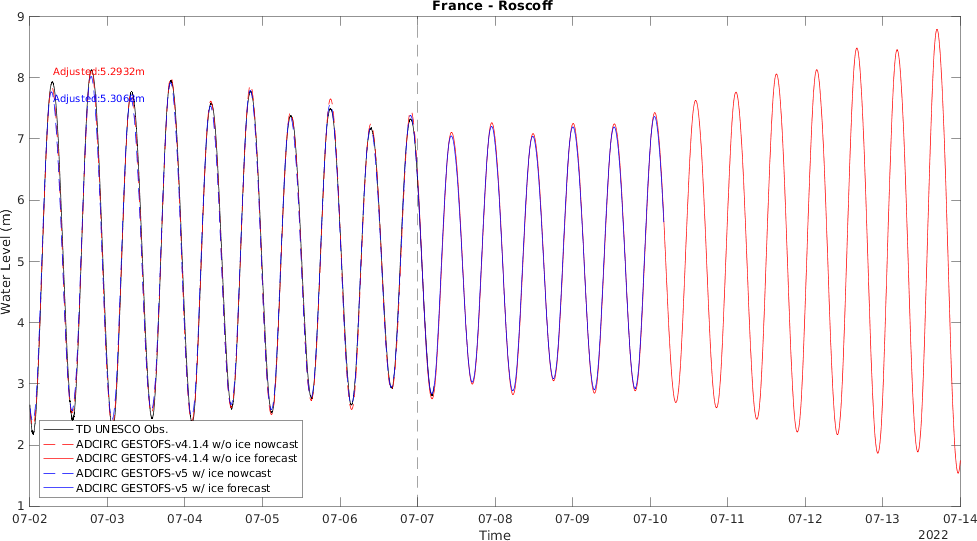 France - Roscoff
9
8
7
6
5
4
3
2
1
Water Level (m)
Adjusted:5.2932m
TD UNESCO Obs.
ADCIRC GESTOFS-v4.1.4 w/o ice nowcast
ADCIRC GESTOFS-v4.1.4 w/o ice forecast
ADCIRC GESTOFS-v5 w/ ice nowcast
ADCIRC GESTOFS-v5 w/ ice forecast
07-02 07-03 07-04 07-05 07-06 07-07 07-08 07-09 07-10 07-11 07-12 07-13 07-14
Time
2022